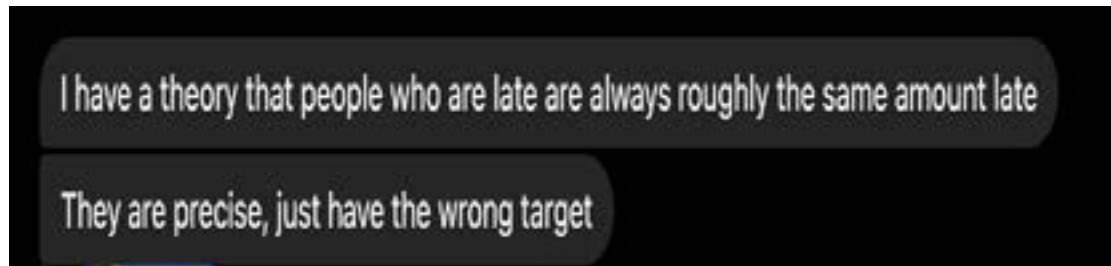 I have a theory that people who are late are always roughly the same amount late
They are precise, just have the wrong target